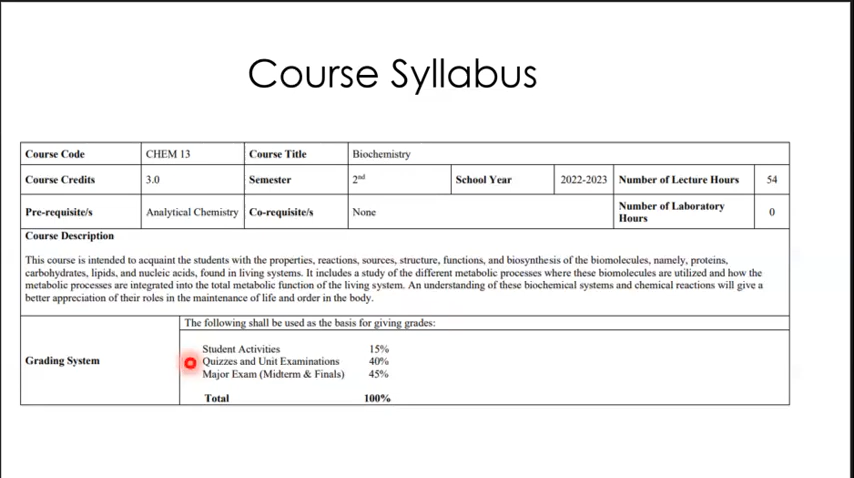 Course Syllabus
Course Code CHEM 13 Course Title Biochemistry
Course Credits 3.0 Semester 2nd School Year 2022-2023 Number of Lecture Hours 54
Pre-requisite/s Analytical Chemistry Co-requisite/s None Number of Laboratory Hours 0
Course Description
This course is intended to acquaint the students with the properties, reactions, sources, structure, functions, and biosynthesis of the biomolecules, namely, proteins,
carbohydrates, lipids, and nucleic acids, found in living systems. It includes a study of the different metabolic processes where these biomolecules are utilized and how the
metabolic processes are integrated into the total metabolic function of the living system. An understanding of these biochemical systems and chemical reactions will give a
better appreciation of their roles in the maintenance of life and order in the body.
The following shall be used as the basis for giving grades:
Student Activities 15%
Grading System Quizzes and Unit Examinations 40%
Major Exam (Midterm & Finals) 45%
Total 100%